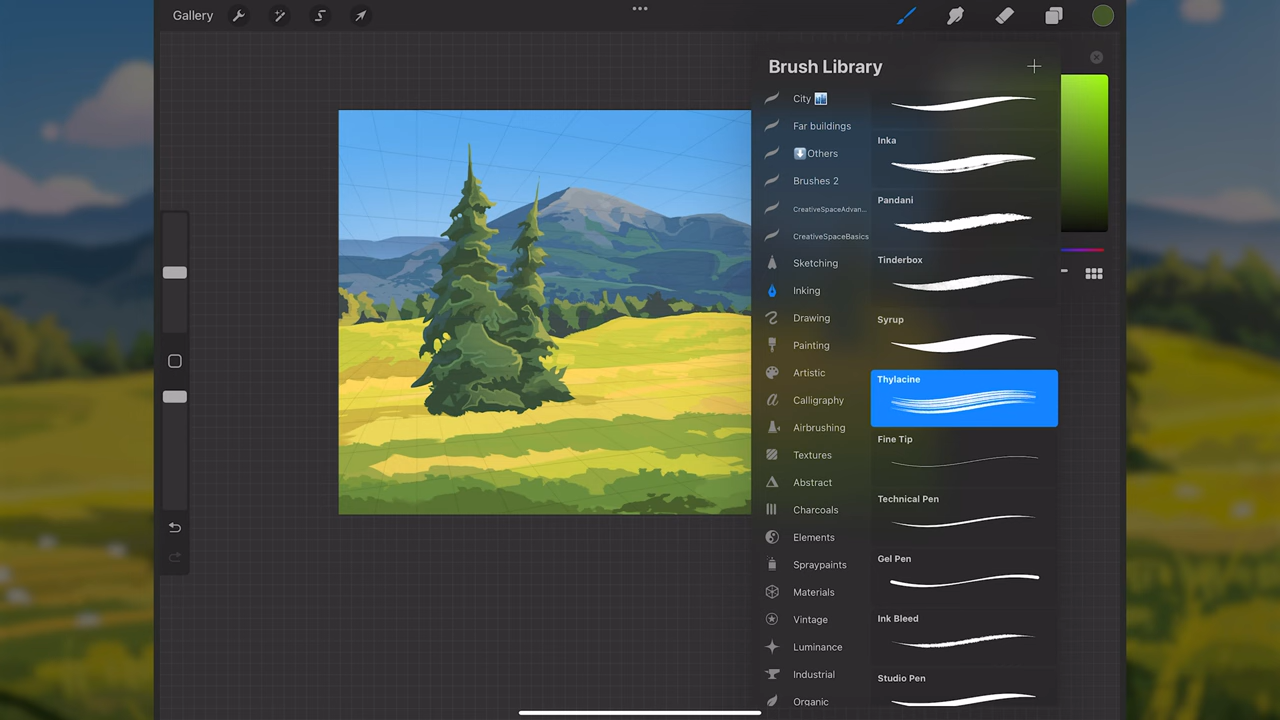 Gallery
Brush Library
City
Far buildings
Others
Brushes 2
CreativeSpaceAdvan...
CreativeSpaceBasics
Sketching
Inking
Drawing
Painting
Artistic
Calligraphy
Airbrushing
Textures
Abstract
Charcoals
Elements
Spraypaints
Materials
Vintage
Luminance
Industrial
Organic
Inka
Pandani
Tinderbox
Syrup
Thylacine
Fine Tip
Technical Pen
Gel Pen
Ink Bleed
Studio Pen